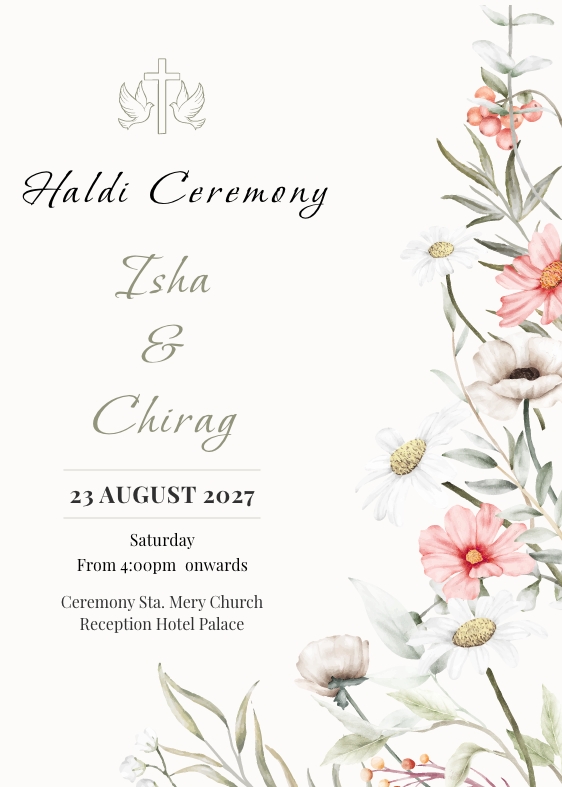 Haldi Ceremony
Isha
&
Chirag
23 AUGUST 2027
Saturday
From 4:00pm onwards
Ceremony Sta. Mery Church
Reception Hotel Palace